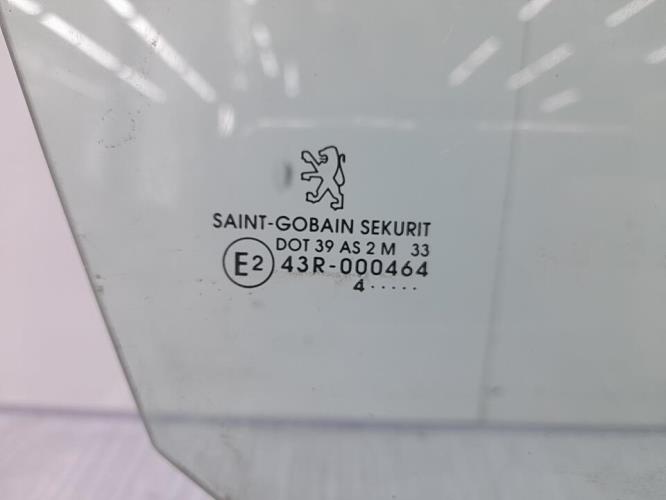 SAINT-GOBAIN SEKURIT
DOT 39 AS 2 M 33
E2 43R-000464
4·····